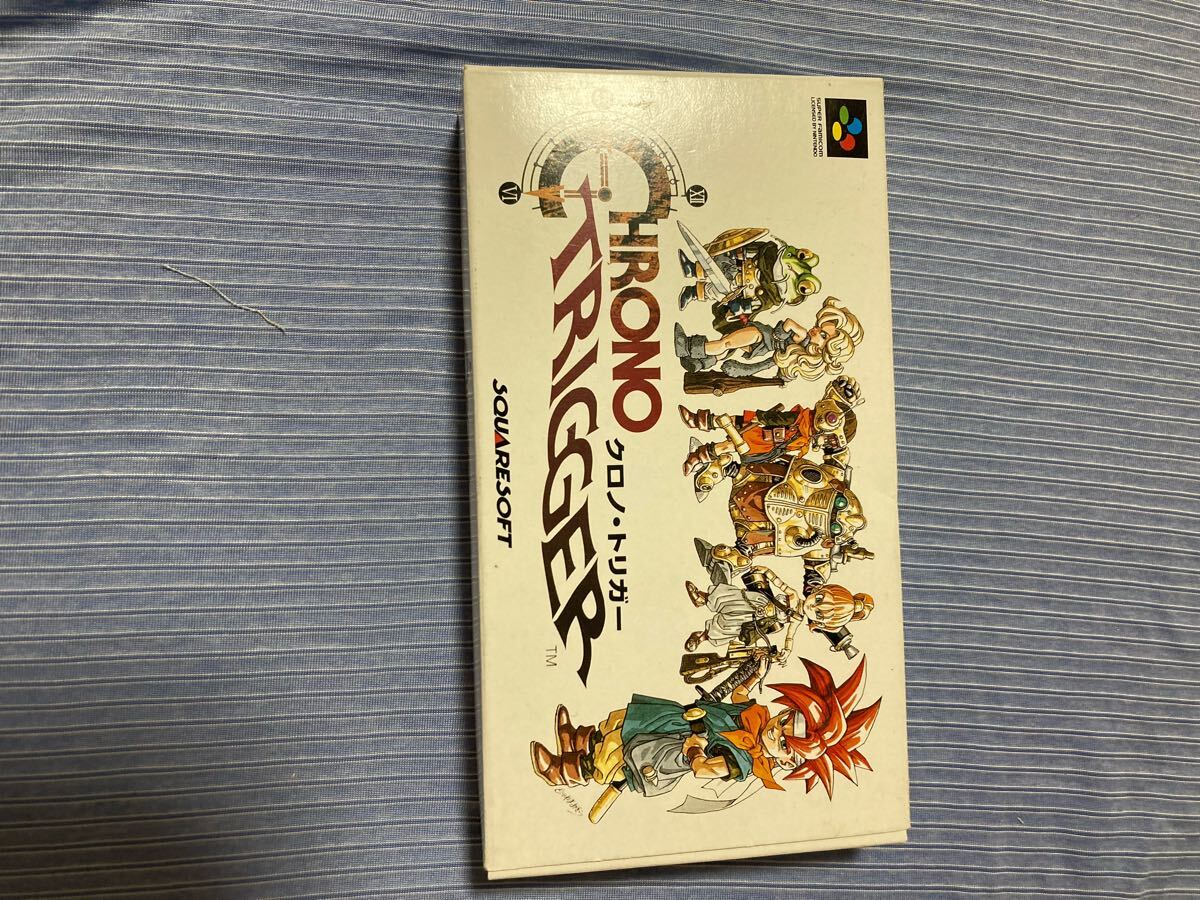 SUPER FAMICOM
LICENSED BY NINTENDO
XII
VI
CHRONO
TRIGGER
TM
クロノ・トリガー
SQUARESOFT